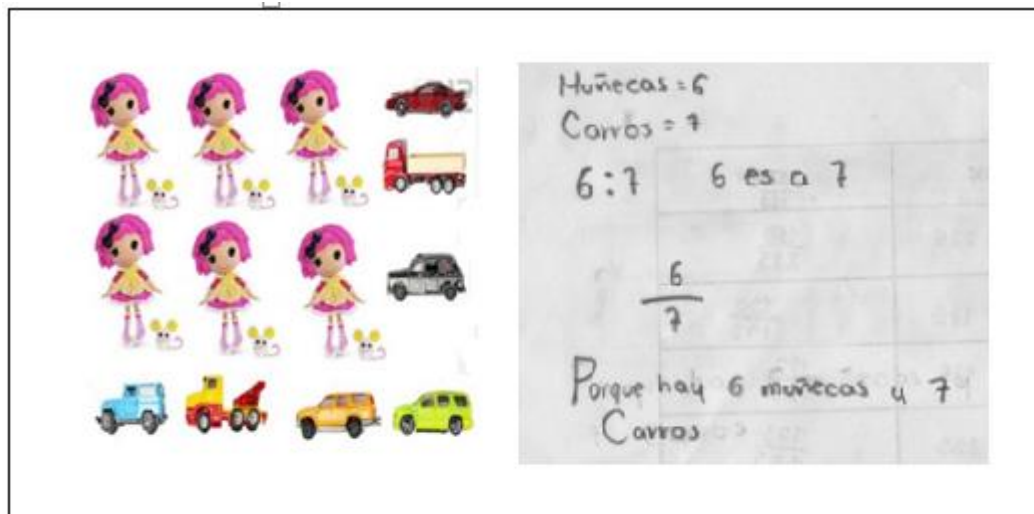 Muñecas = 6
Carros = 7
6:7 6 es a 7
6
7
Porque hay 6 muñecas y 7
Carros